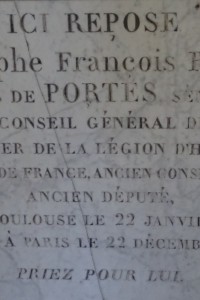 ICI REPOSE
phe François
DE PORTES
CONSEIL GÉNÉRAL
ER DE LA LÉGION D'H
DE FRANCE, ANCIEN CONS
ANCIEN DÉPUTÉ,
OULOUSE LE 22 JANVI
À PARIS LE 22 DÉCEMB
PRIEZ POUR LUI.